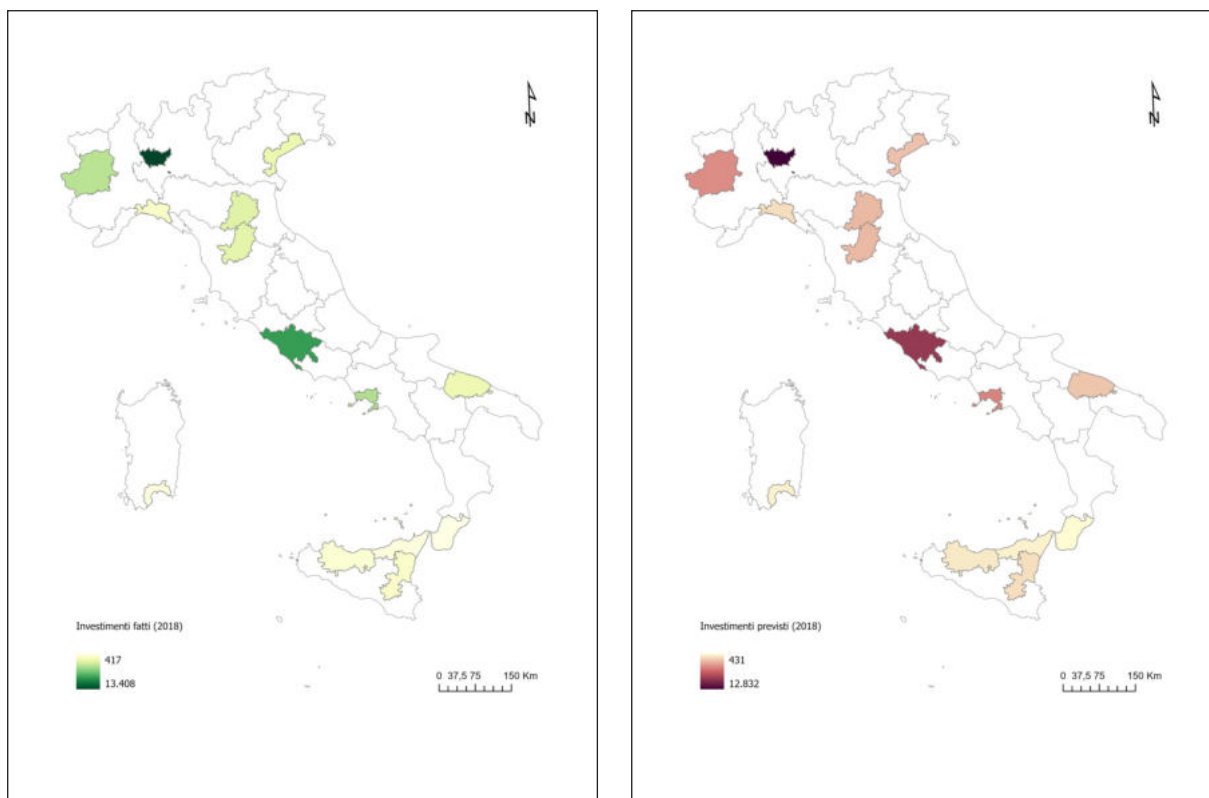 N
Investimenti fatti (2018)
417
13.408
0 37,5 75 150 Km
N
Investimenti previsti (2018)
431
12.832
0 37,5 75 150 Km